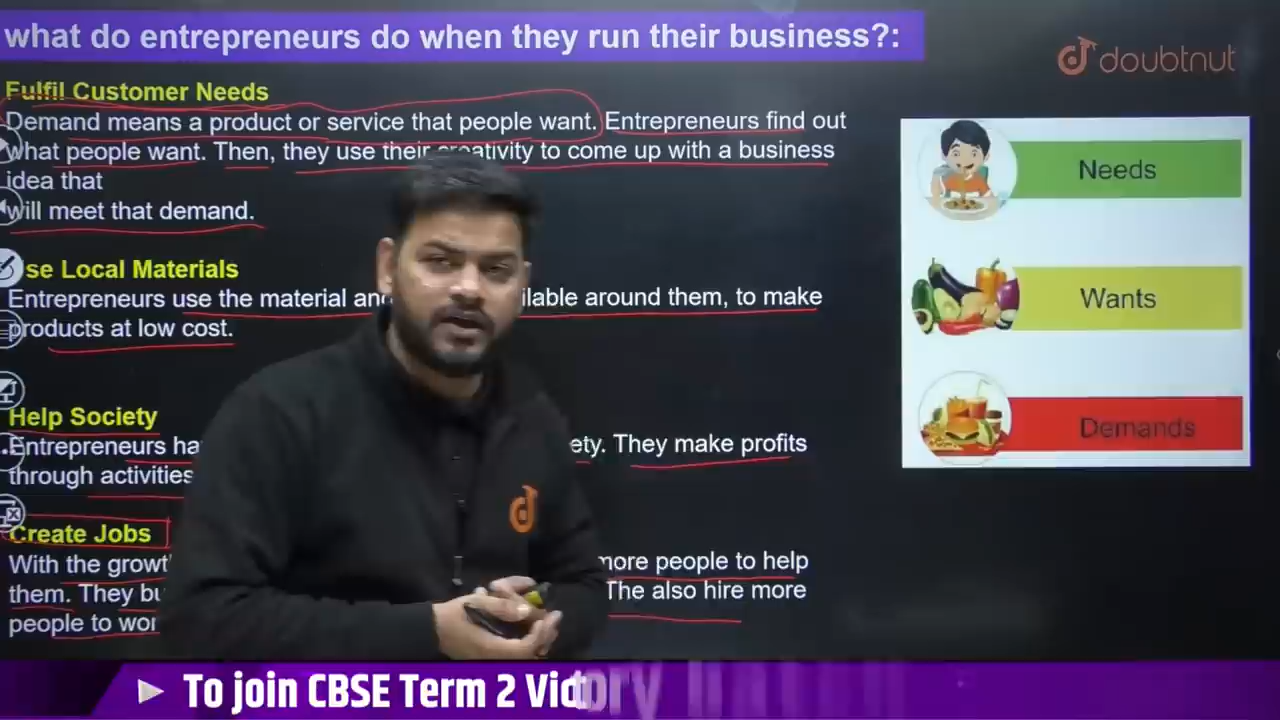 what do entrepreneurs do when they run their business?:
doubtnut
Fulfil Customer Needs
Demand means a product or service that people want. Entrepreneurs find out
what people want. Then, they use their creativity to come up with a business
idea that
will meet that demand.
se Local Materials
Entrepreneurs use the material and ilable around them, to make
products at low cost.
Help Society
Entrepreneurs ha ety. They make profits
through activities
Create Jobs
With the growt more people to help
them. They bu The also hire more
people to wor
Needs
Wants
Demands
To join CBSE Term 2 Victory